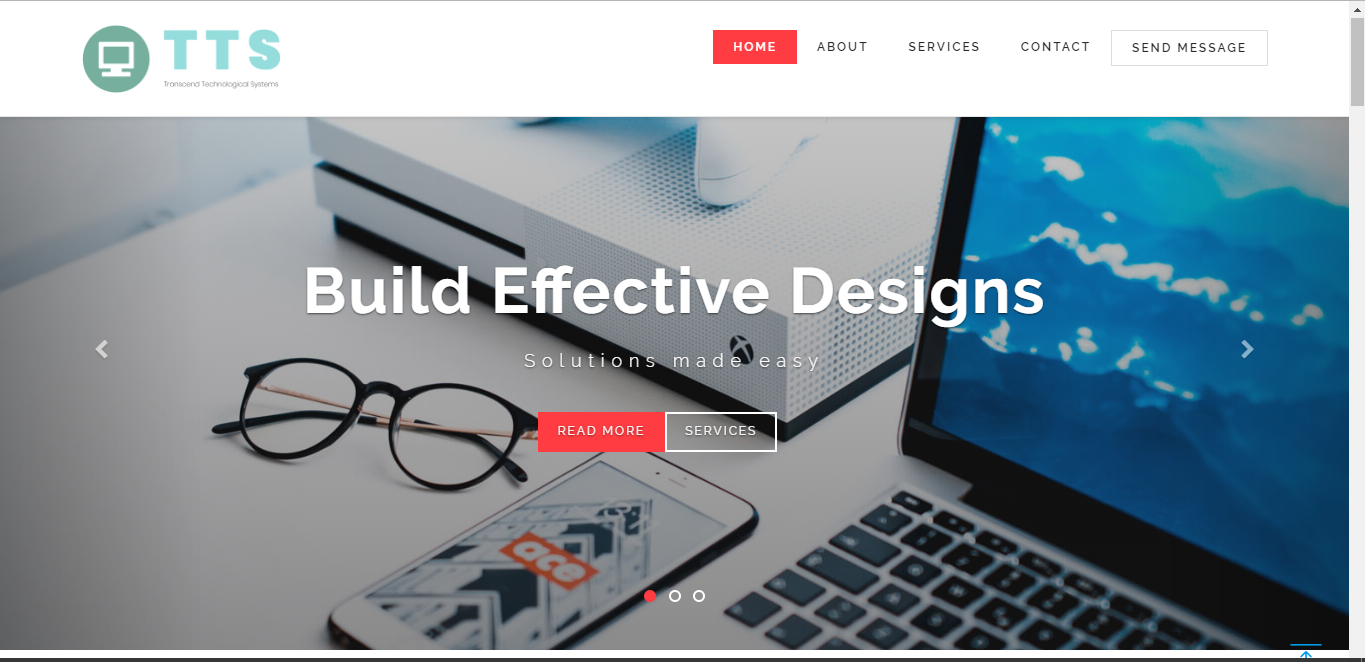 TTS
Transcend Technological Systems
HOME ABOUT SERVICES CONTACT SEND MESSAGE
Build Effective Designs
Solutions made easy
READ MORE SERVICES
ace